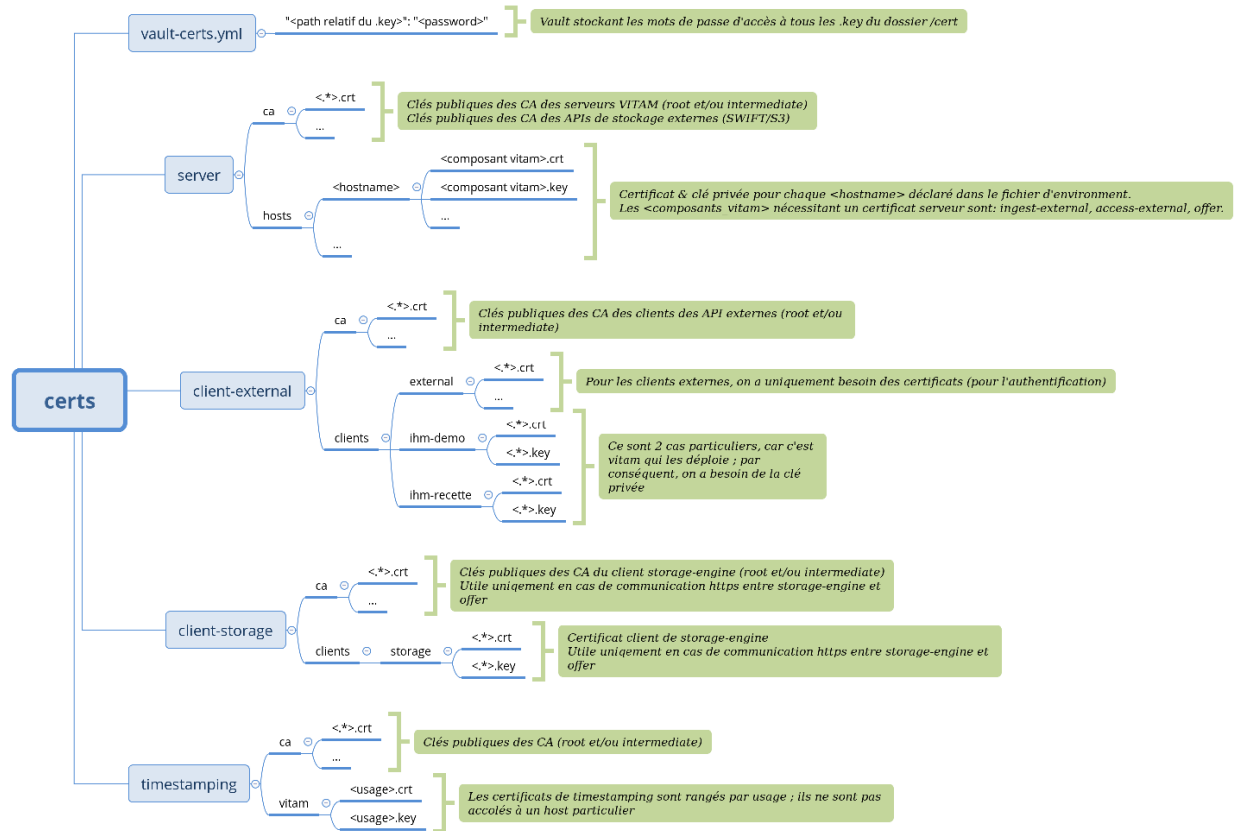 vault-certs.yml
"<path relatif du .key>": "<password>"
Vault stockant les mots de passe d'accès à tous les .key du dossier /cert
server
ca
<.*>.crt
...
Clés publiques des CA des serveurs VITAM (root et/ou intermediate)
Clés publiques des CA des APIs de stockage externes (SWIFT/S3)
hosts
<hostname>
<composant vitam>.crt
<composant vitam>.key
...
...
Certificat & clé privée pour chaque <hostname> déclaré dans le fichier d'environment.
Les <composants vitam> nécessitant un certificat serveur sont: ingest-external, access-external, offer.
certs
client-external
ca
<.*>.crt
...
Clés publiques des CA des clients des API externes (root et/ou
intermediate)
clients
external
<.*>.crt
...
Pour les clients externes, on a uniquement besoin des certificats (pour l'authentification)
ihm-demo
<.*>.crt
<.*>.key
ihm-recette
<.*>.crt
<.*>.key
Ce sont 2 cas particuliers, car c'est
vitam qui les déploie ; par
conséquent, on a besoin de la clé
privée
client-storage
ca
<.*>.crt
...
Clés publiques des CA du client storage-engine (root et/ou intermediate)
Utile uniqement en cas de communication https entre storage-engine et
offer
clients
storage
<.*>.crt
<.*>.key
Certificat client de storage-engine
Utile uniqement en cas de communication https entre storage-engine et
offer
timestamping
ca
<.*>.crt
...
Clés publiques des CA (root et/ou intermediate)
vitam
<usage>.crt
<usage>.key
Les certificats de timestamping sont rangés par usage ; ils ne sont pas
accolés à un host particulier